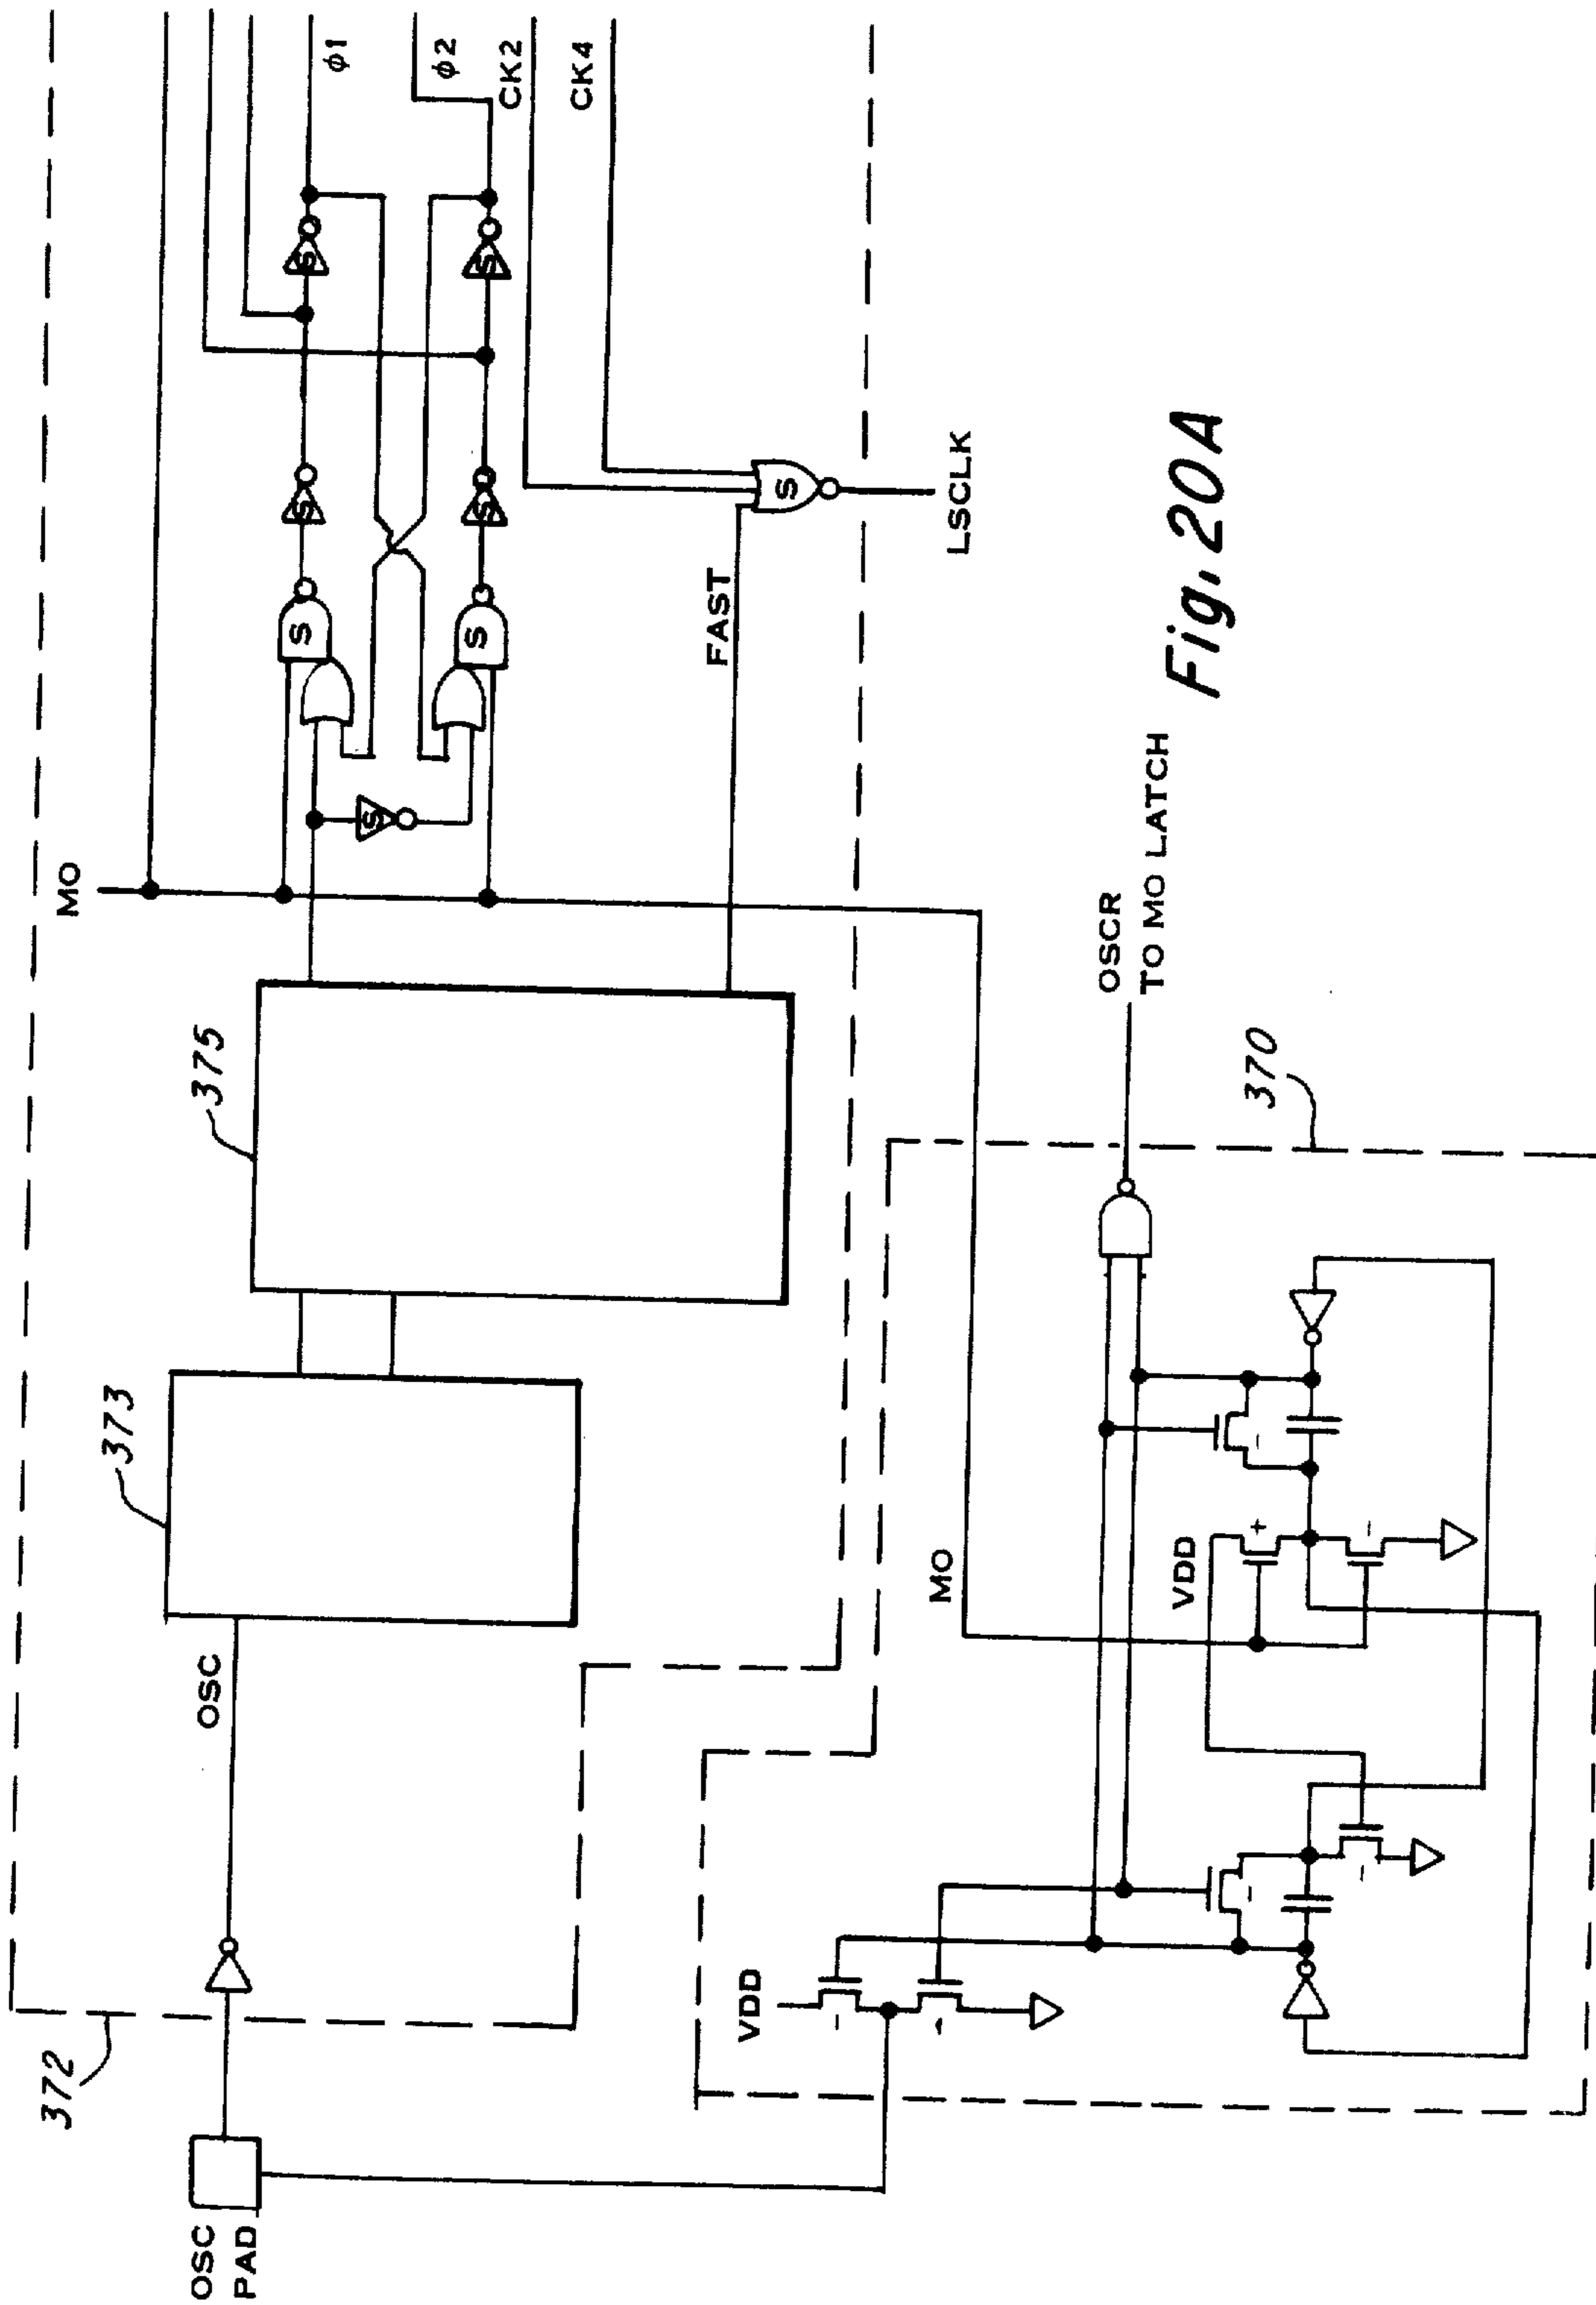 372
OSC
PAD
OSC
373
375
MO
φ1
φ2
CK2
CK4
S
S
S
S
S
S
S
FAST
S
LSCLK
VDD
MO
VDD
+
OSCR
TO MO LATCH
370
Fig. 20A